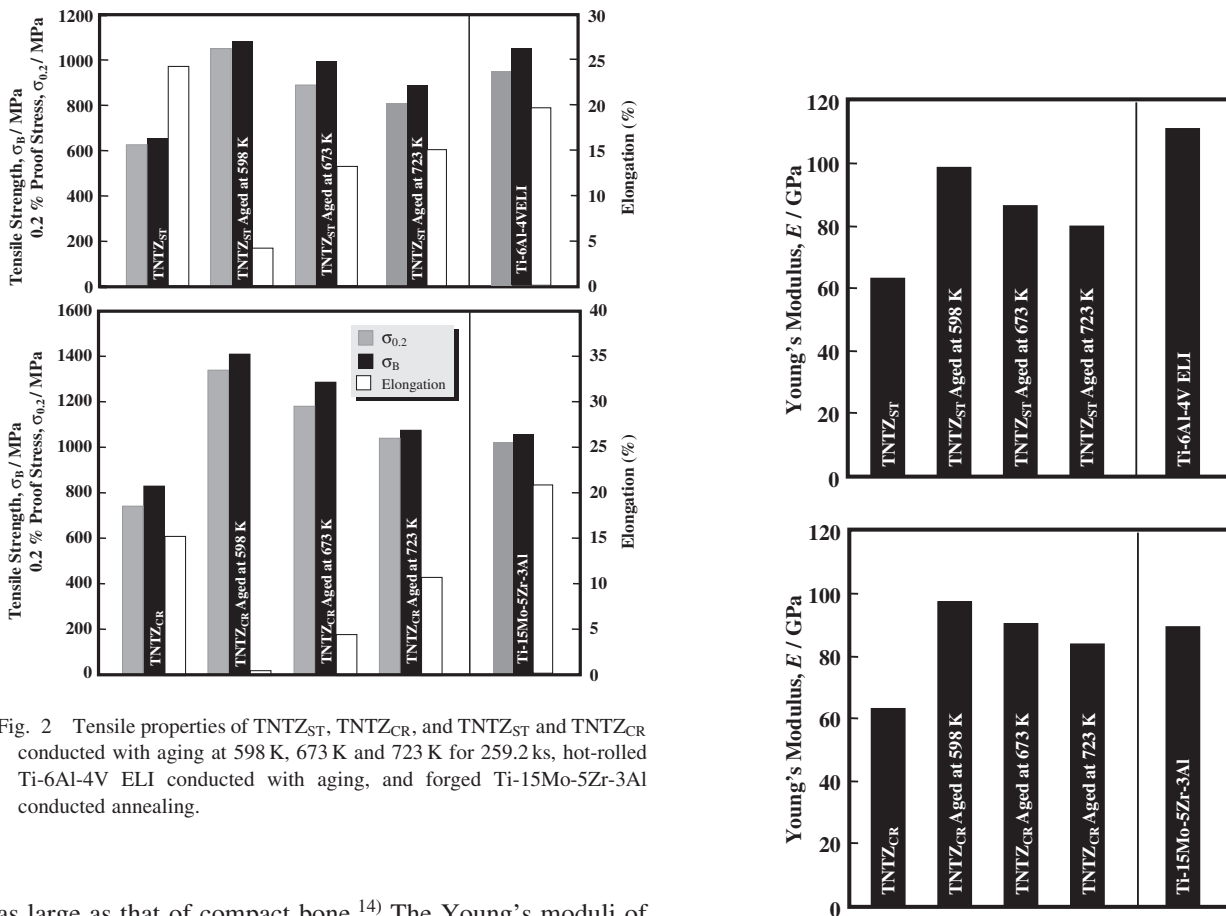 1200
1000
800
600
400
200
0
30
25
20
15
10
5
0
Tensile Strength, σB / MPa
0.2 % Proof Stress, σ0.2 / MPa
Elongation (%)
TNTZST
TNTZST Aged at 598 K
TNTZST Aged at 673 K
TNTZST Aged at 723 K
Ti-6Al-4VELI
1600
1400
1200
1000
800
600
400
200
0
40
35
30
25
20
15
10
5
0
Tensile Strength, σB / MPa
0.2 % Proof Stress, σ0.2 / MPa
Elongation (%)
σ0.2
σB
Elongation
TNTZCR
TNTZCR Aged at 598 K
TNTZCR Aged at 673 K
TNTZCR Aged at 723 K
Ti-15Mo-5Zr-3Al
Fig. 2 Tensile properties of TNTZST, TNTZCR, and TNTZST and TNTZCR
conducted with aging at 598 K, 673 K and 723 K for 259.2 ks, hot-rolled
Ti-6Al-4V ELI conducted with aging, and forged Ti-15Mo-5Zr-3Al
conducted annealing.
as large as that of compact bone.14) The Young's moduli of
120
100
80
60
40
20
0
Young's Modulus, E / GPa
TNTZST
TNTZST Aged at 598 K
TNTZST Aged at 673 K
TNTZST Aged at 723 K
Ti-6Al-4V ELI
120
100
80
60
40
20
0
Young's Modulus, E / GPa
TNTZCR
TNTZCR Aged at 598 K
TNTZCR Aged at 673 K
TNTZCR Aged at 723 K
Ti-15Mo-5Zr-3Al